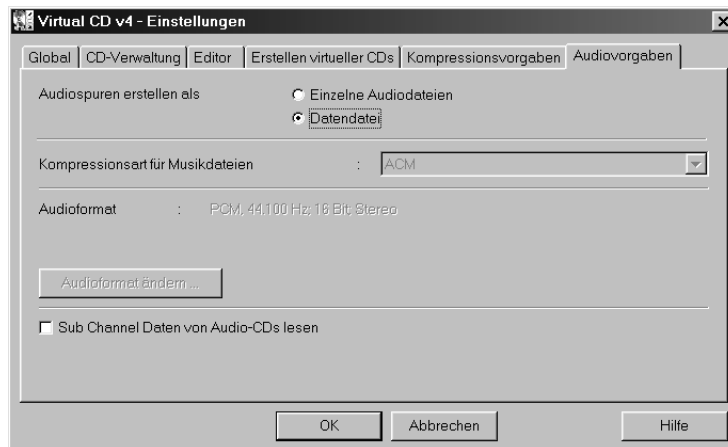 Virtual CD v4 - Einstellungen
Global CD-Verwaltung Editor Erstellen virtueller CDs Kompressionsvorgaben Audiovorgaben
Audiospuren erstellen als Einzelne Audiodateien
Datendatei
Kompressionsart für Musikdateien : ACM
Audioformat : PCM, 44.100 Hz; 16 Bit; Stereo
Audioformat ändern ...
Sub Channel Daten von Audio-CDs lesen
OK Abbrechen Hilfe